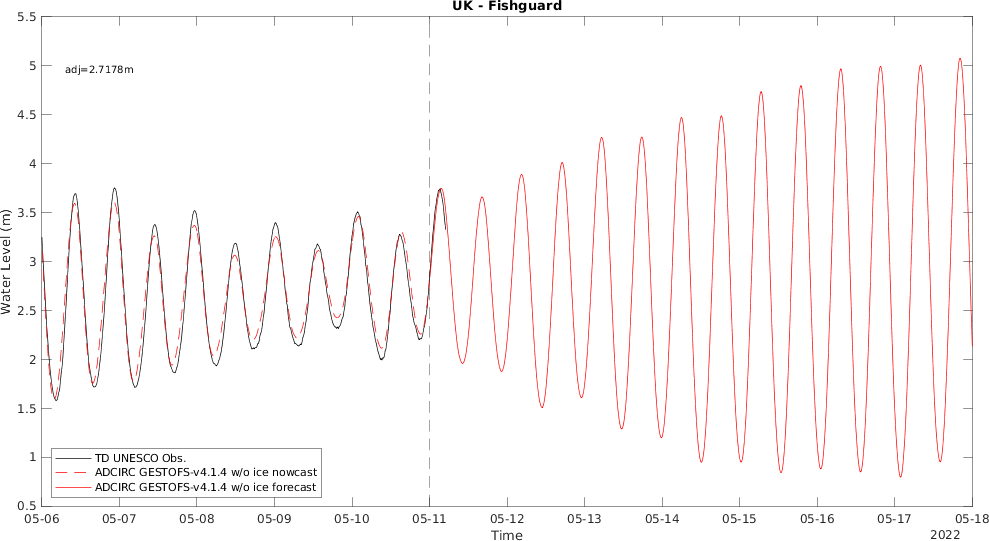 UK - Fishguard
5.5
5
4.5
4
3.5
3
2.5
2
1.5
1
0.5
Water Level (m)
adj=2.7178m
TD UNESCO Obs.
ADCIRC GESTOFS-v4.1.4 w/o ice nowcast
ADCIRC GESTOFS-v4.1.4 w/o ice forecast
05-06 05-07 05-08 05-09 05-10 05-11 05-12 05-13 05-14 05-15 05-16 05-17 05-18
Time
2022